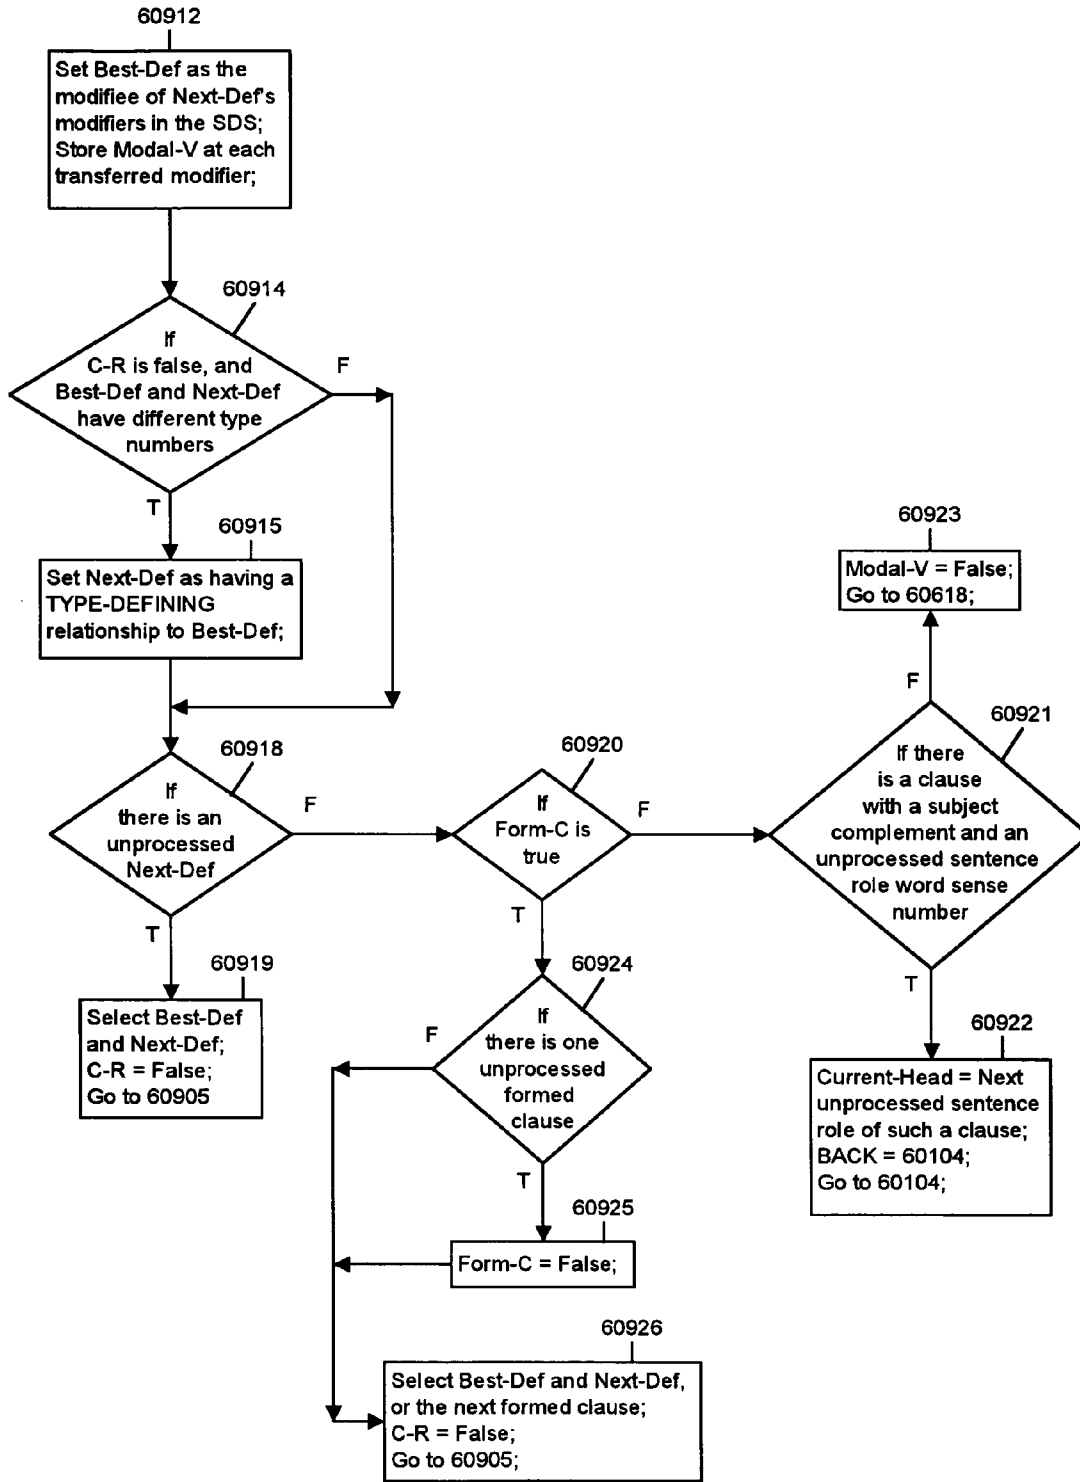 60912
Set Best-Def as the
modifiee of Next-Def's
modifiers in the SDS;
Store Modal-V at each
transferred modifier;
60914
If
C-R is false, and
Best-Def and Next-Def
have different type
numbers
F
T
60915
Set Next-Def as having a
TYPE-DEFINING
relationship to Best-Def;
60918
If
there is an
unprocessed
Next-Def
F
T
60919
Select Best-Def
and Next-Def;
C-R = False;
Go to 60905
60920
If
Form-C is
true
F
T
60923
Modal-V = False;
Go to 60618;
F
60921
If there
is a clause
with a subject
complement and an
unprocessed sentence
role word sense
number
T
60922
Current-Head = Next
unprocessed sentence
role of such a clause;
BACK = 60104;
Go to 60104;
60924
If
there is one
unprocessed
formed
clause
F
T
60925
Form-C = False;
60926
Select Best-Def and Next-Def,
or the next formed clause;
C-R = False;
Go to 60905;